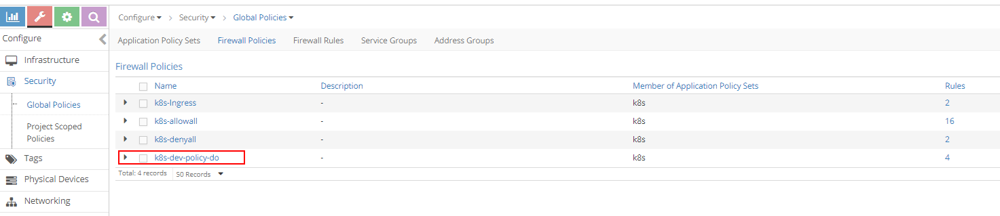 Configure Security Global Policies
Configure
Application Policy Sets Firewall Policies Firewall Rules Service Groups Address Groups
Infrastructure
Security
Global Policies
Project Scoped
Policies
Tags
Physical Devices
Networking
Firewall Policies
Name Description Member of Application Policy Sets Rules
k8s-Ingress - k8s 2
k8s-allowall - k8s 16
k8s-denyall - k8s 2
k8s-dev-policy-do - k8s 4
Total: 4 records 50 Records